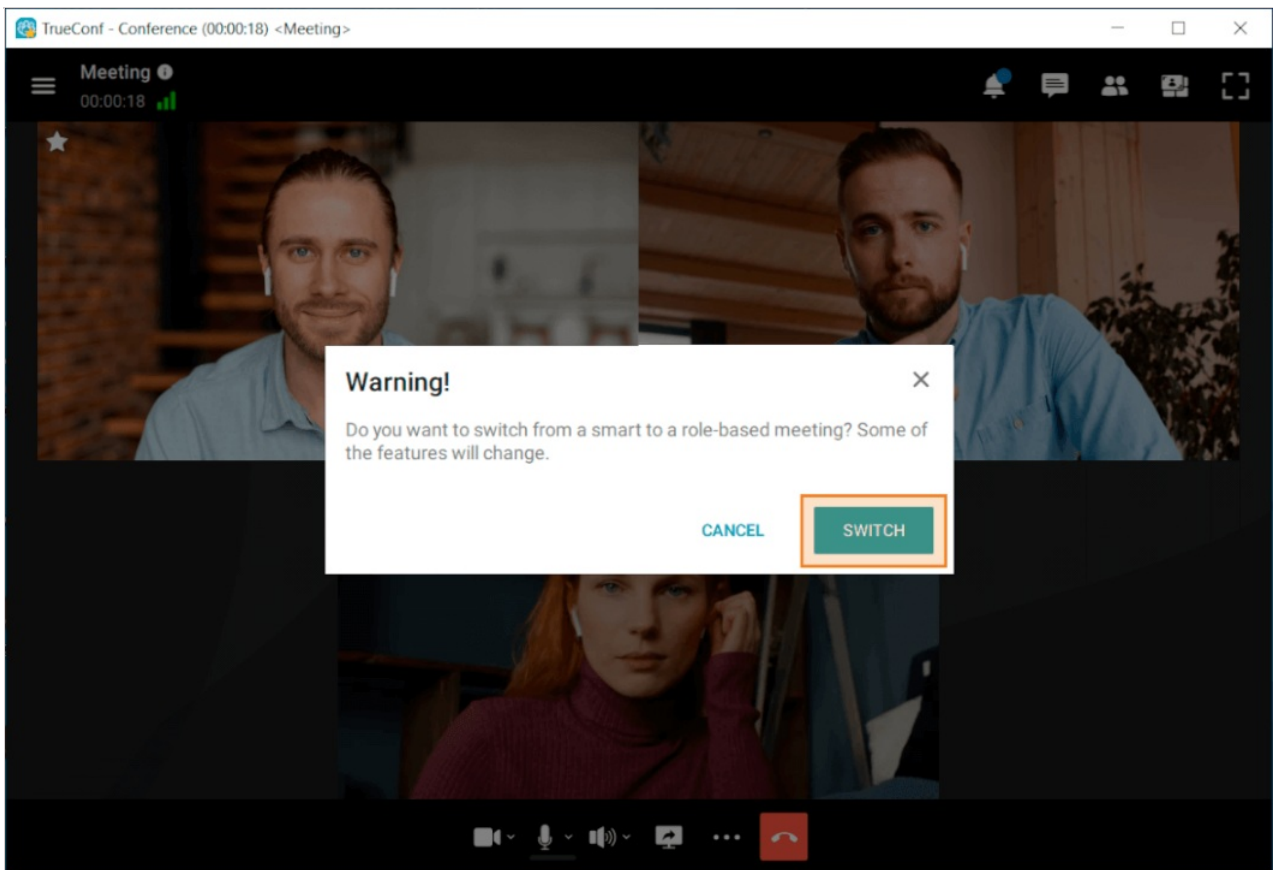 TrueConf - Conference (00:00:18) <Meeting>
Meeting
00:00:18
Warning!
Do you want to switch from a smart to a role-based meeting? Some of
the features will change.
CANCEL
SWITCH